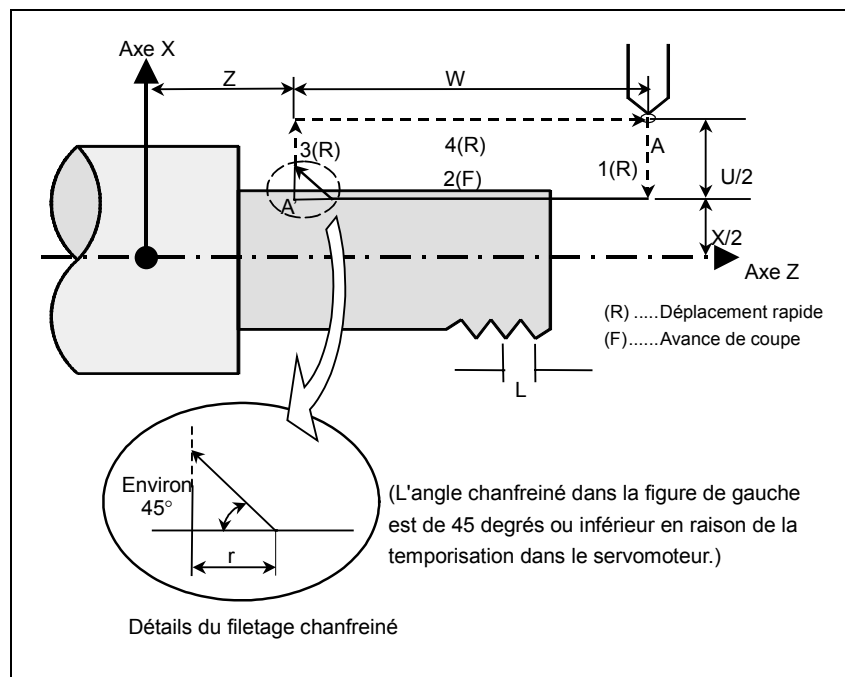 Axe X
Z
W
3(R)
4(R)
A
1(R)
U/2
2(F)
A'
X/2
Axe Z
(R) .....Déplacement rapide
(F)......Avance de coupe
L
Environ
45°
r
(L'angle chanfreiné dans la figure de gauche
est de 45 degrés ou inférieur en raison de la
temporisation dans le servomoteur.)
Détails du filetage chanfreiné